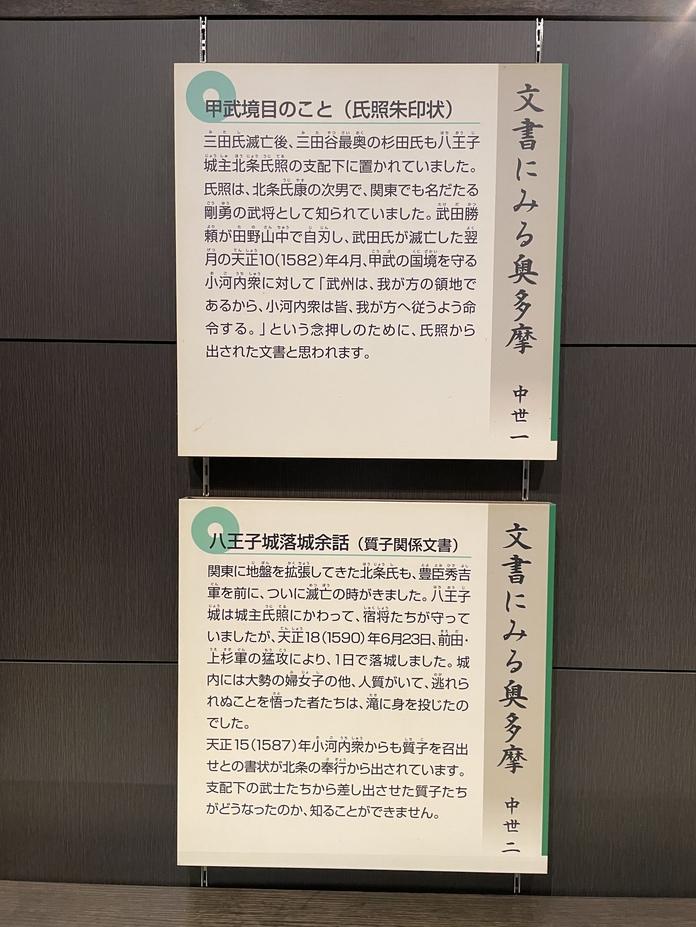 甲武境目のこと（氏照朱印状）
三田氏滅亡後、三田谷最奥の杉田氏も八王子
城主北条氏照の支配下に置かれていました。
氏照は、北条氏康の次男で、関東でも名だたる
剛勇の武将として知られていました。武田勝
頼が田野山中で自刃し、武田氏が滅亡した翌
月の天正10(1582)年4月、甲武の国境を守る
小河内衆に対して「武州は、我が方の領地で
あるから、小河内衆は皆、我が方へ従うよう命
令する。」という念押しのために、氏照から
出された文書と思われます。
文書にみる奥多摩 中世一
八王子城落城余話（質子関係文書）
関東に地盤を拡張してきた北条氏も、豊臣秀吉
軍を前に、ついに滅亡の時がきました。八王子
城は城主氏照にかわって、宿将たちが守って
いましたが、天正18(1590)年6月23日、前田・
上杉軍の猛攻により、1日で落城しました。城
内には大勢の婦女子の他、人質がいて、逃れら
れぬことを悟った者たちは、滝に身を投じたの
でした。
天正15(1587)年小河内衆からも質子を召出
せとの書状が北条の奉行から出されています。
支配下の武士たちから差し出させた質子たち
がどうなったのか、知ることができません。
文書にみる奥多摩 中世二